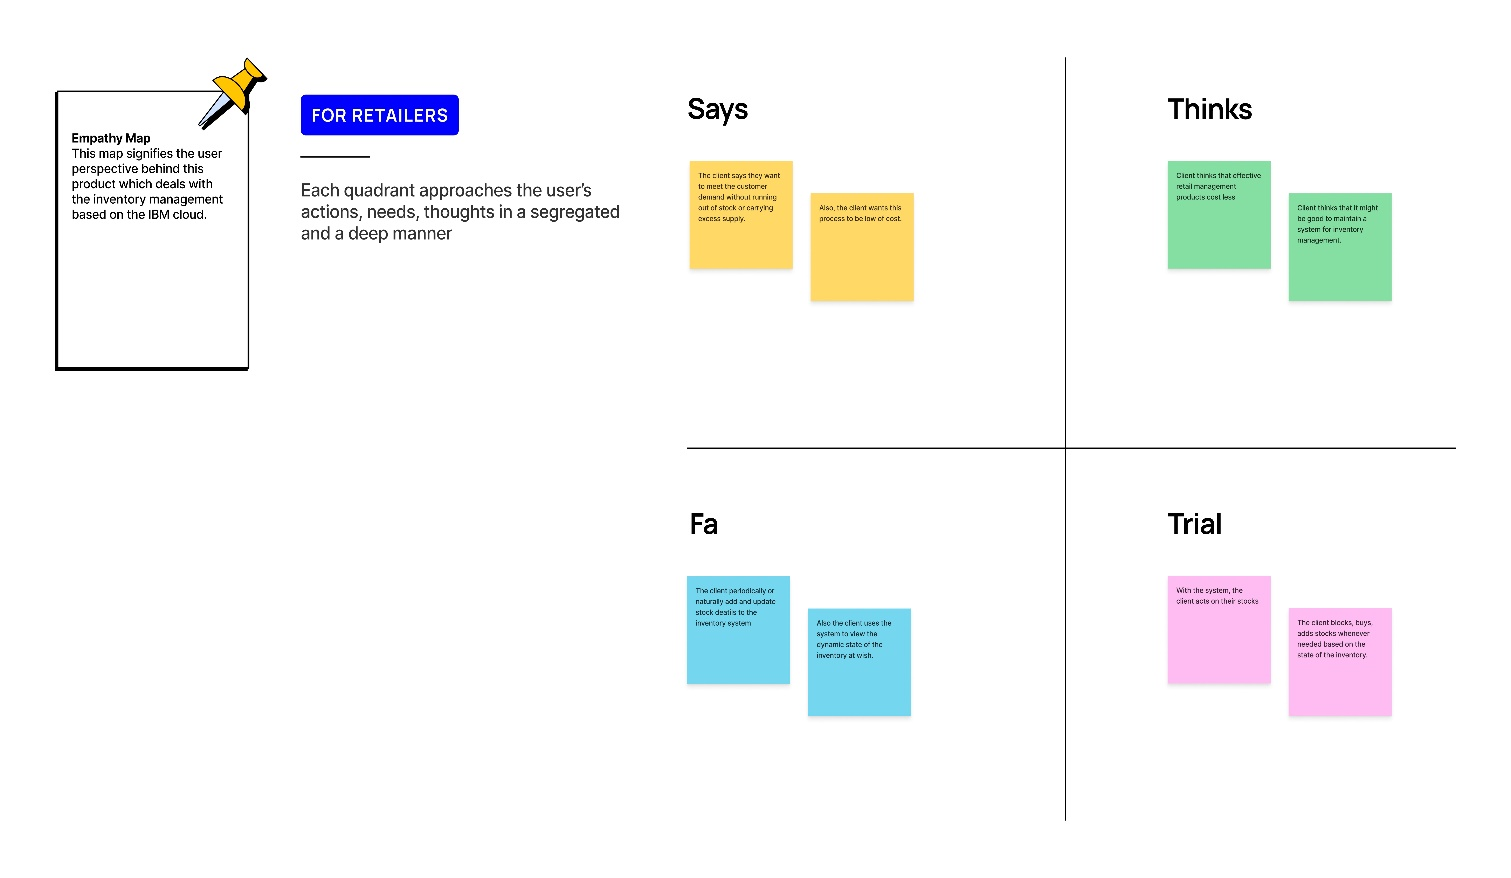 Empathy Map
This map signifies the user
perspective behind this
product which deals with
the inventory management
based on the IBM cloud.
FOR RETAILERS
Each quadrant approaches the user's
actions, needs, thoughts in a segregated
and a deep manner
Says
The client says they want
to meet the customer
demand without running
out of stock or carrying
excess supply.
Also, the client wants this
process to be low of cost.
Thinks
Client thinks that effective
retail management
products cost less
Client thinks that it might
be good to maintain a
system for inventory
management.
Fa
The client periodically or
naturally add and update
stock deatils to the
inventory system
Also the client uses the
system to view the
dynamic state of the
inventory at wish.
Trial
With the system, the
client acts on their stocks
The client blocks, buys,
adds stocks whenever
needed based on the
state of the inventory.